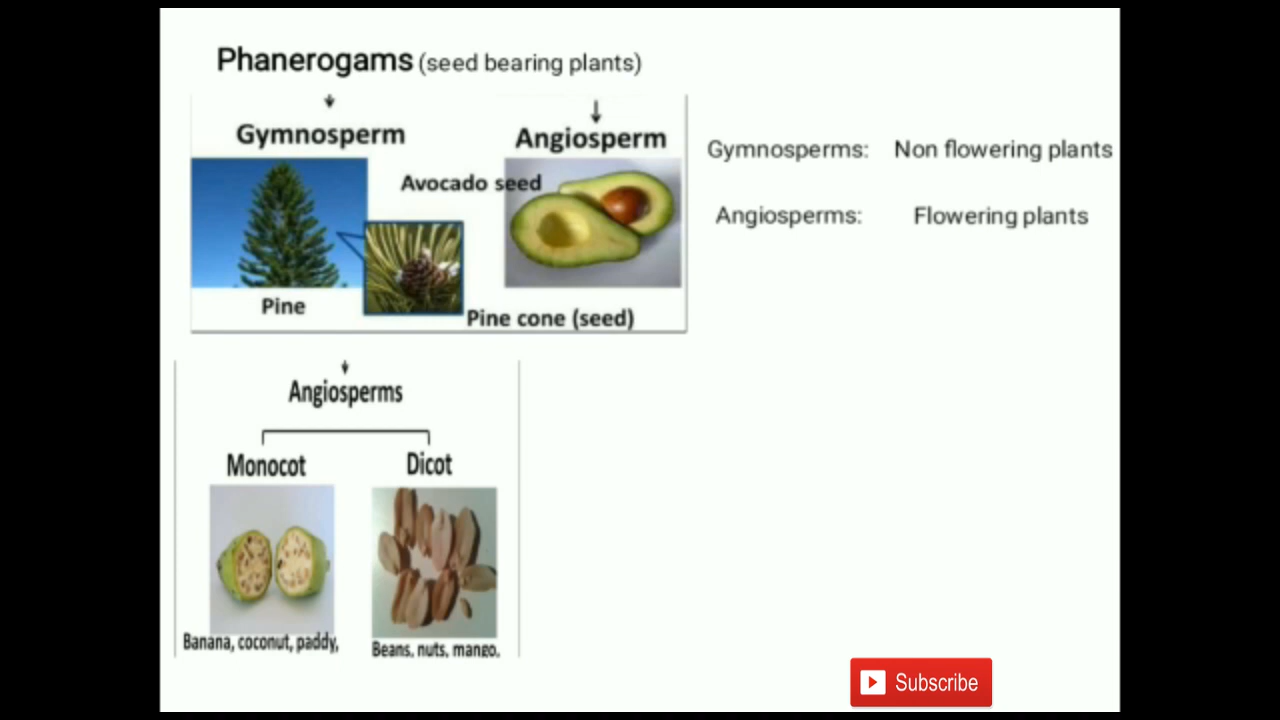 Phanerogams (seed bearing plants)
Gymnosperm
Angiosperm
Avocado seed
Pine
Pine cone (seed)
Gymnosperms: Non flowering plants
Angiosperms: Flowering plants
Angiosperms
Monocot
Dicot
Banana, coconut, paddy,
Beans, nuts, mango.
Subscribe